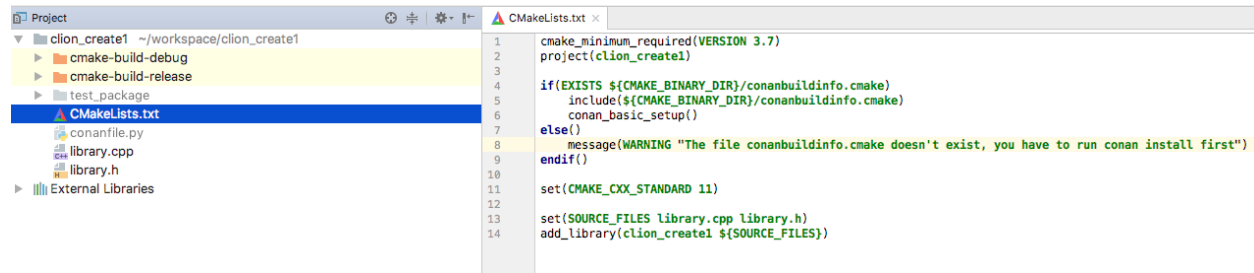 Project
clion_create1 ~/workspace/clion_create1
cmake-build-debug
cmake-build-release
test_package
CMakeLists.txt
conanfile.py
library.cpp
library.h
External Libraries
CMakeLists.txt
1 cmake_minimum_required(VERSION 3.7)
2 project(clion_create1)
3
4 if(EXISTS ${CMAKE_BINARY_DIR}/conanbuildinfo.cmake)
5 include(${CMAKE_BINARY_DIR}/conanbuildinfo.cmake)
6 conan_basic_setup()
7 else()
8 message(WARNING "The file conanbuildinfo.cmake doesn't exist, you have to run conan install first")
9 endif()
10
11 set(CMAKE_CXX_STANDARD 11)
12
13 set(SOURCE_FILES library.cpp library.h)
14 add_library(clion_create1 ${SOURCE_FILES})